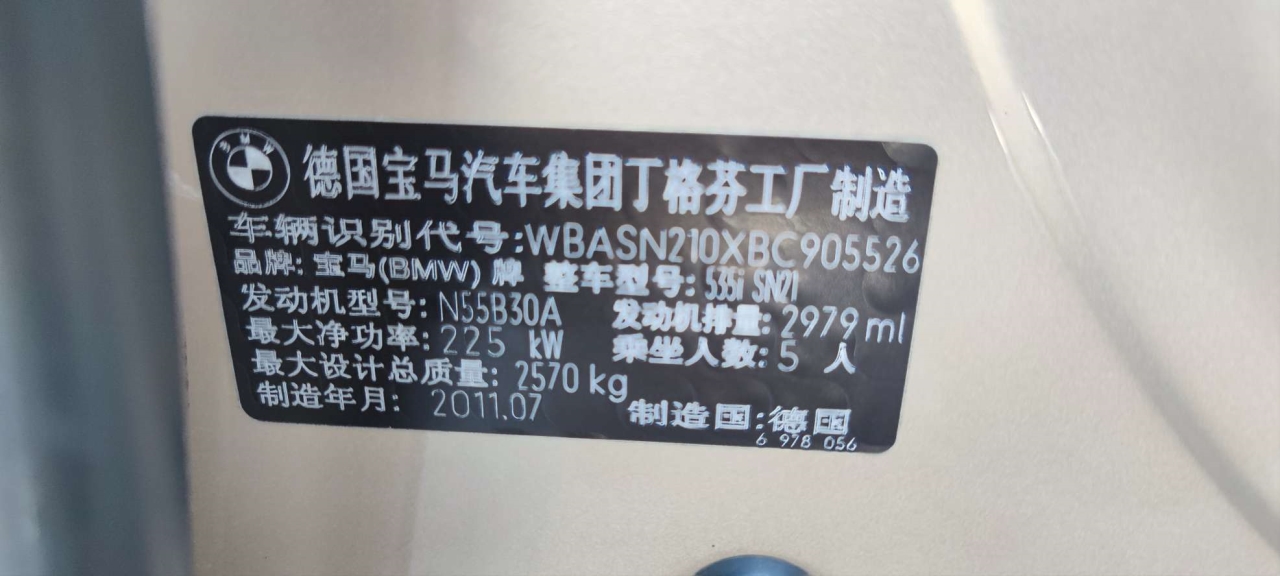 BMW
德国宝马汽车集团丁格芬工厂制造
车辆识别代号:WBASN210XBC905526
品牌: 宝马(BMW) 牌 整车型号: 535i SN21
发动机型号: N55B30A 发动机排量: 2979 ml
最大净功率: 225 kW 乘坐人数: 5 人
最大设计总质量: 2570 kg
制造年月: 2011.07 制造国: 德国
6 978 056